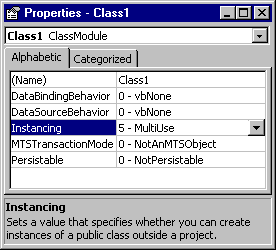 Properties - Class1
Class1 ClassModule
Alphabetic Categorized
(Name) Class1
DataBindingBehavior 0 - vbNone
DataSourceBehavior 0 - vbNone
Instancing 5 - MultiUse
MTSTransactionMode 0 - NotAnMTSObject
Persistable 0 - NotPersistable
Instancing
Sets a value that specifies whether you can create
instances of a public class outside a project.